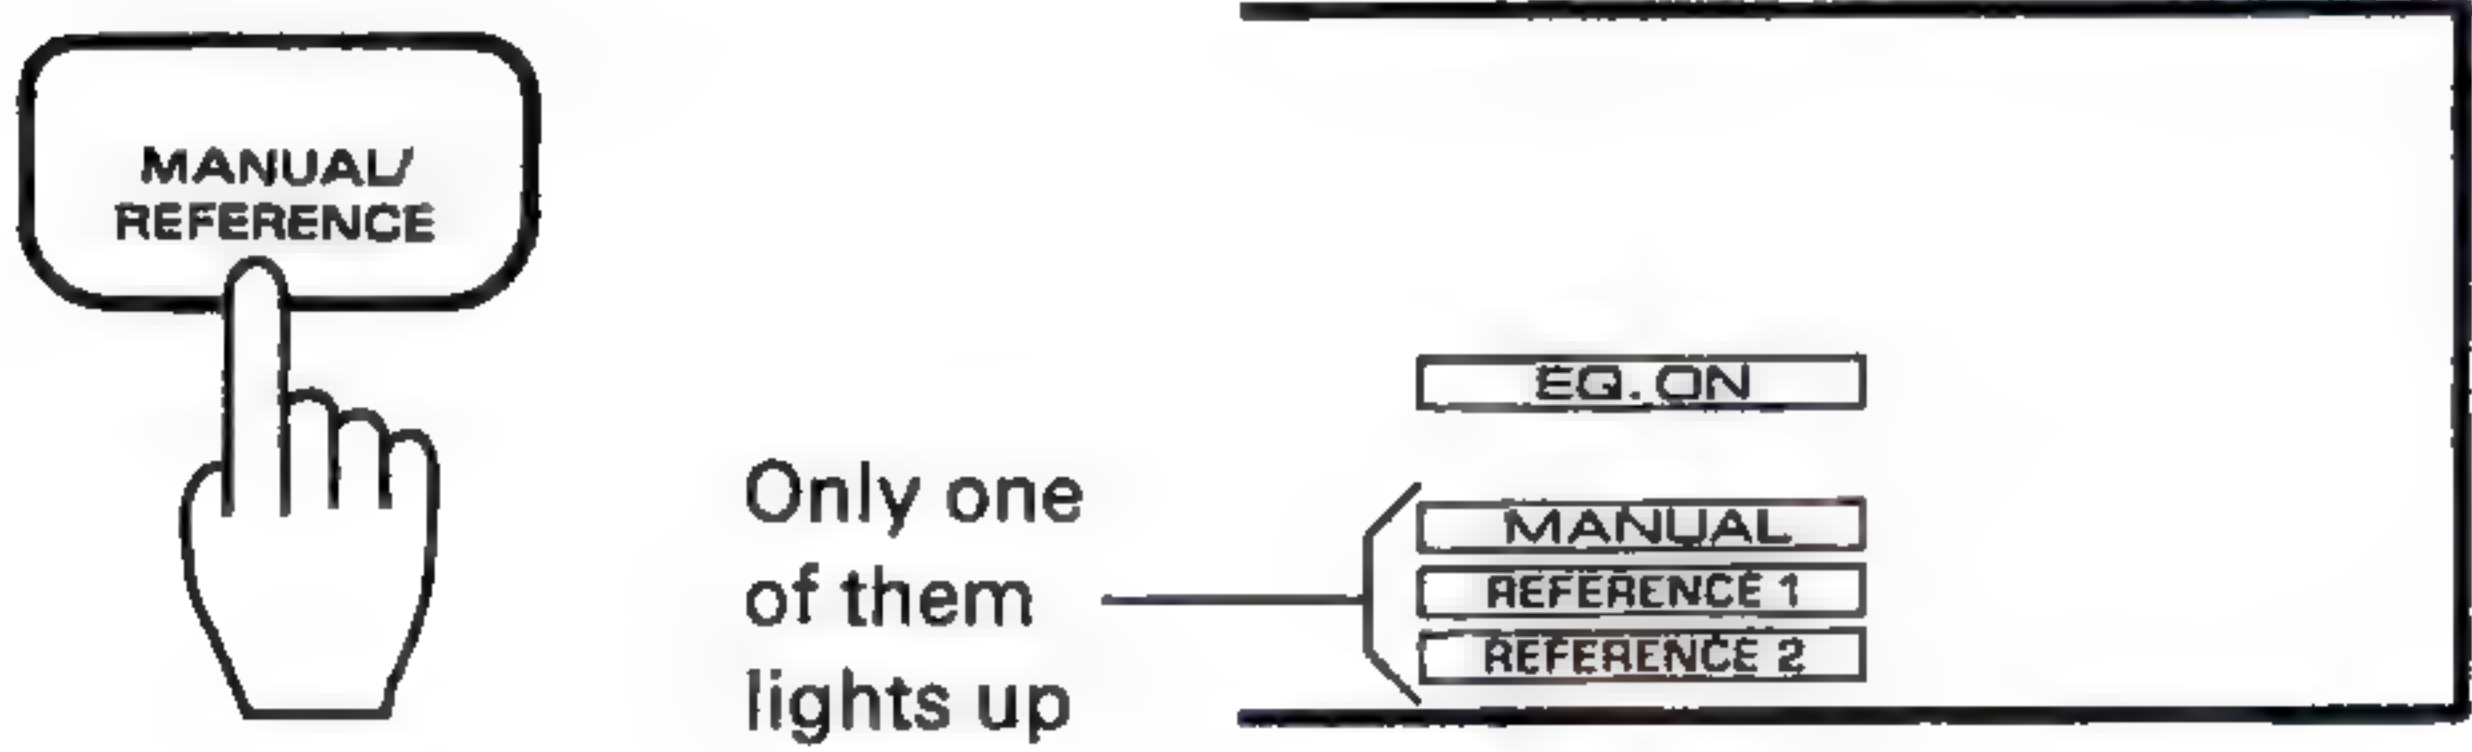 MANUAL/
REFERENCE
EQ. ON
Only one
of them
lights up
MANUAL
REFERENCE 1
REFERENCE 2